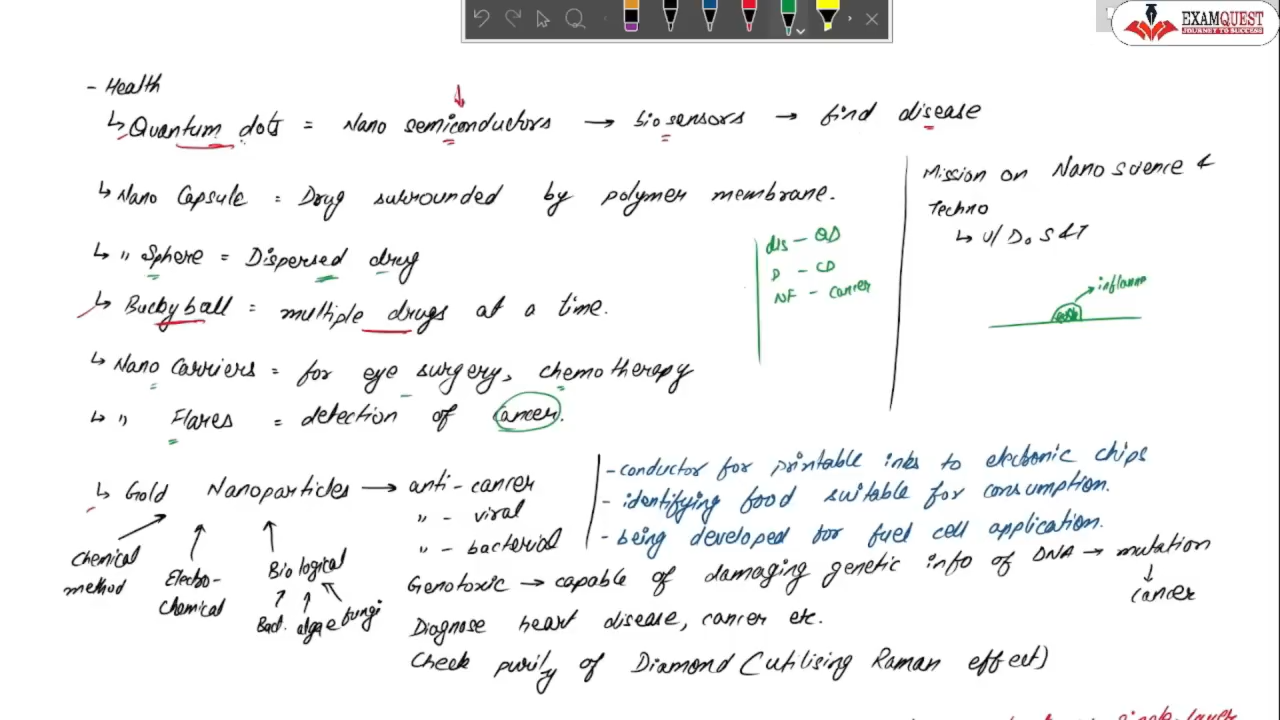 EXAMQUEST
JOURNEY TO SUCCESS
- Health
↳ Quantum dots = Nano semiconductors → biosensors → find disease
↳ Nano Capsule = Drug surrounded by polymer membrane.
↳ " Sphere = Dispersed drug
↳ Buckyball = multiple drugs at a time.
↳ Nano Carriers = for eye surgery, chemotherapy
↳ " Flares = detection of cancer.
dis - QD
D - CD
NF - Cancer
Mission on Nano science &
Techno
↳ u/ D. S & T
inflamm
↳ Gold Nanoparticles → anti - cancer
" - viral
" - bacterial
- conductor for printable inks to electronic chips
- identifying food suitable for consumption.
- being developed for fuel cell application.
Chemical method
Electro-chemical
Biological
Bact. algae fungi
Genotoxic → capable of damaging genetic info of DNA → mutation
↓
cancer
Diagnose heart disease, cancer etc.
Check purity of Diamond (utilising Raman effect)